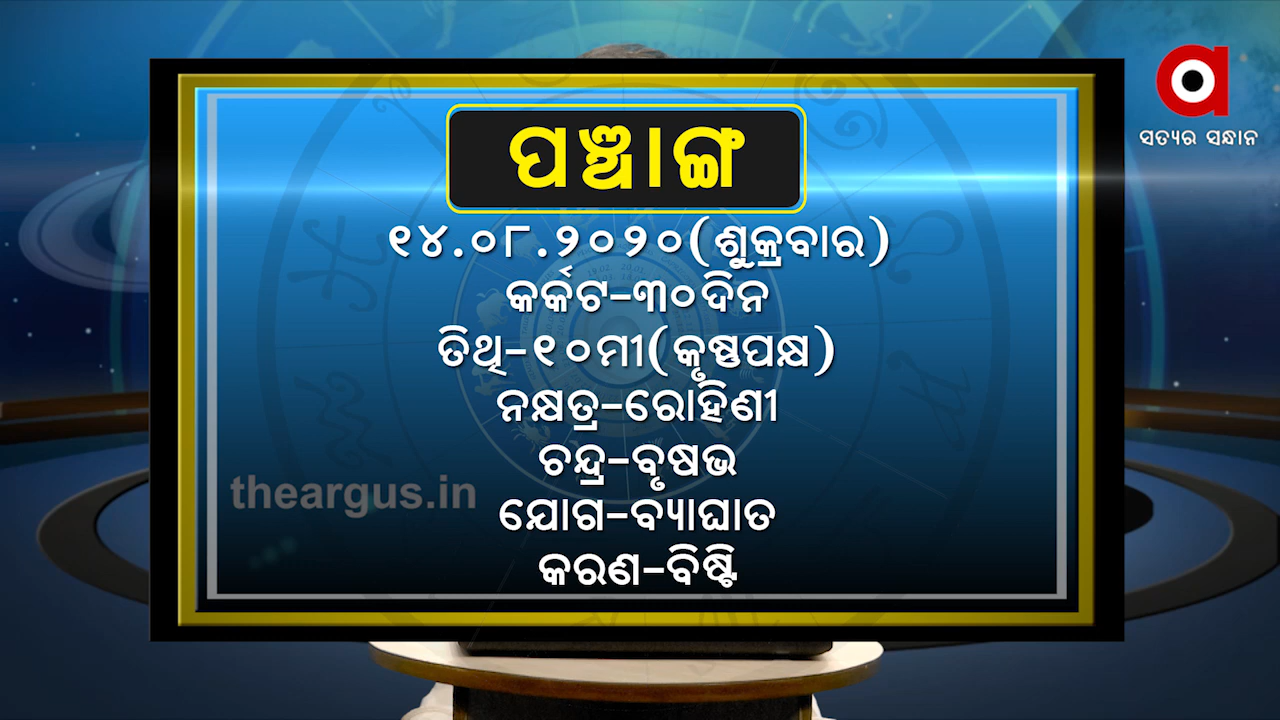 ପଞ୍ଚାଙ୍ଗ
ସତ୍ୟର ସନ୍ଧାନ
୧୪.୦୮.୨୦୨୦(ଶୁକ୍ରବାର)
କର୍କଟ-୩୦ଦିନ
ତିଥି-୧୦ମୀ(କୃଷ୍ଣପକ୍ଷ)
ନକ୍ଷତ୍ର-ରୋହିଣୀ
ଚନ୍ଦ୍ର-ବୃଷଭ
theargus.in
ଯୋଗ-ବ୍ୟାଘାତ
କରଣ-ବିଷ୍ଟି